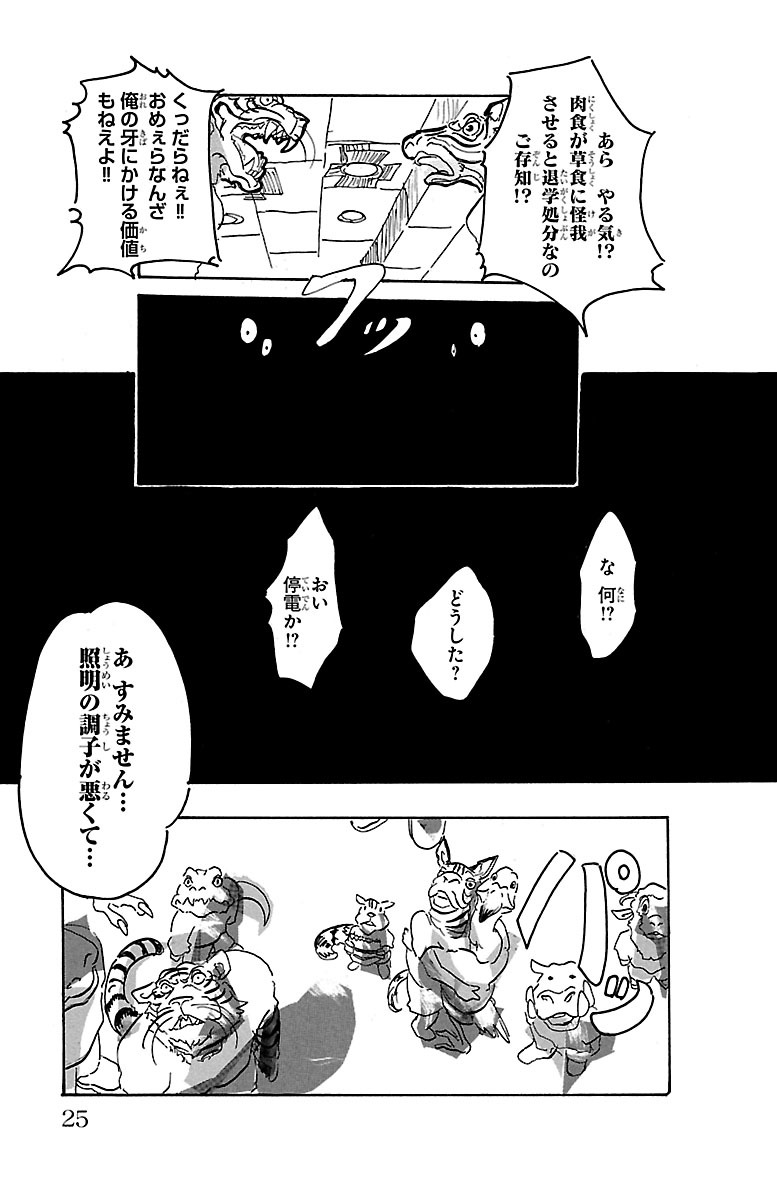 あら やる気!?
肉食が草食に怪我
させると退学処分なの
ご存知!?
くっだらねぇ!!
おめぇらなんざ
俺の牙にかける価値
もねえよ!!
フッ
な 何!?
どうした?
おい
停電か!?
あ すみません…
照明の調子が悪くて…
パッ
25